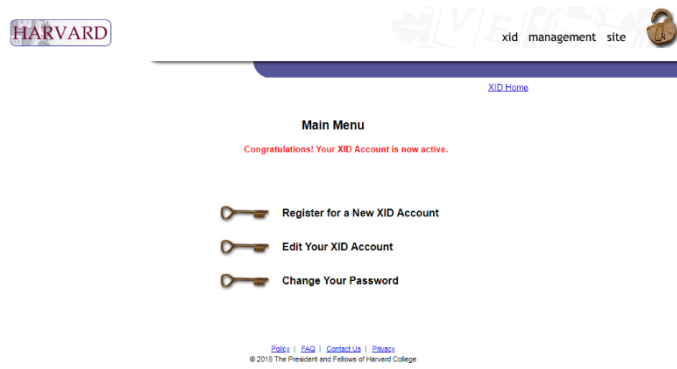 HARVARD
xid management site
XID Home
Main Menu
Congratulations! Your XID Account is now active.
Register for a New XID Account
Edit Your XID Account
Change Your Password
Policy | FAQ | Contact Us | Privacy
© 2018 The President and Fellows of Harvard College